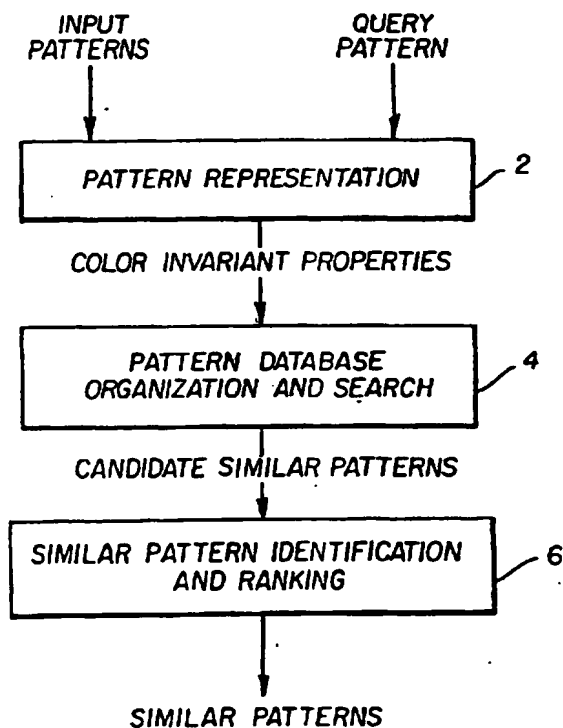 INPUT PATTERNS
QUERY PATTERN
PATTERN REPRESENTATION
2
COLOR INVARIANT PROPERTIES
PATTERN DATABASE
ORGANIZATION AND SEARCH
4
CANDIDATE SIMILAR PATTERNS
SIMILAR PATTERN IDENTIFICATION
AND RANKING
6
SIMILAR PATTERNS